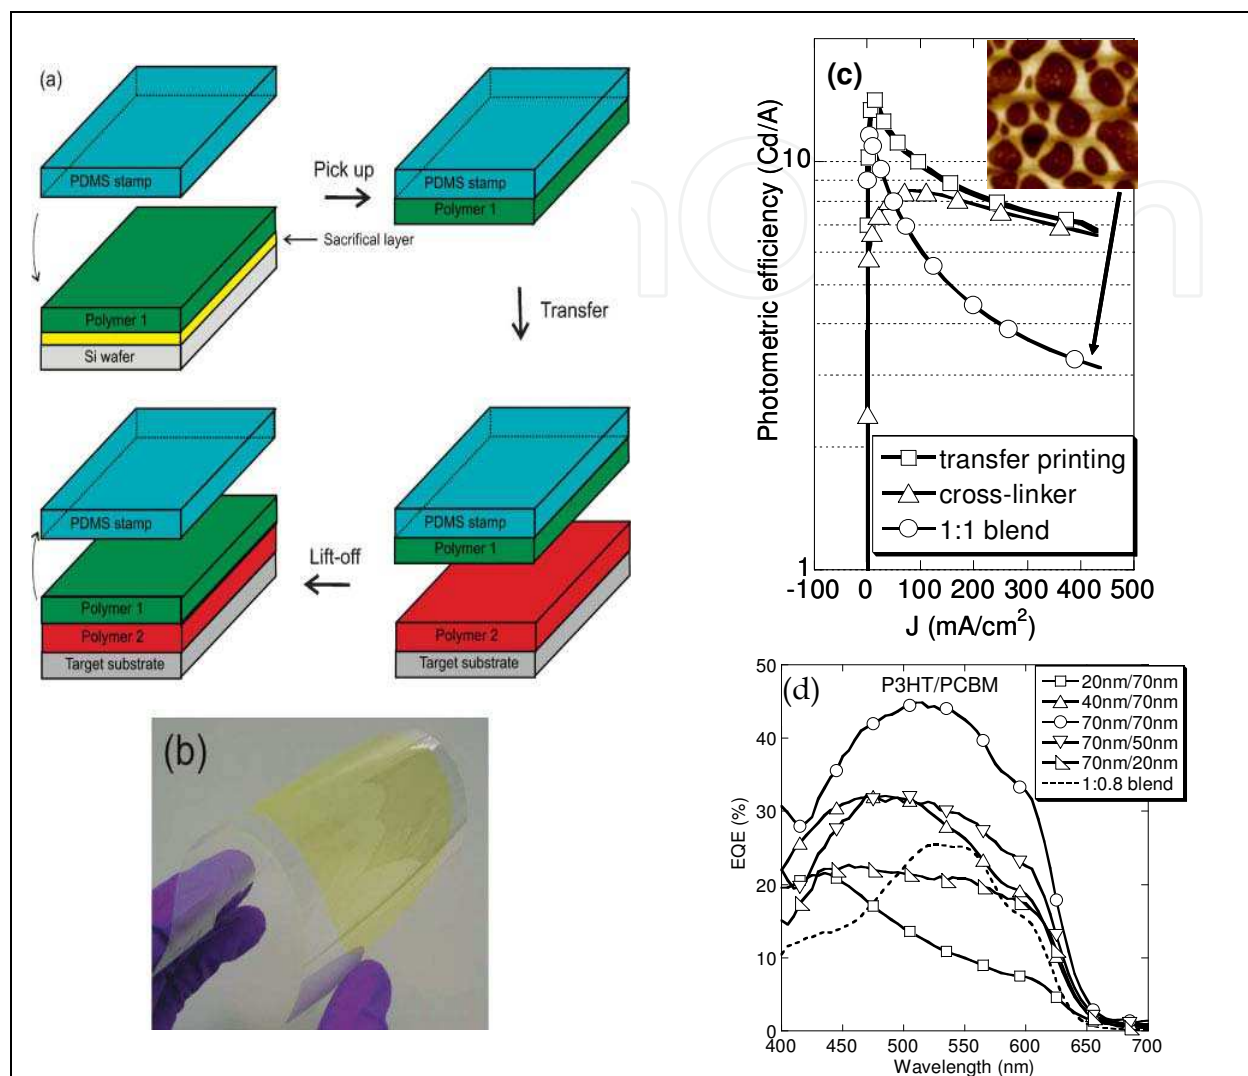 (a)
PDMS stamp
Pick up
Sacrifical layer
Polymer 1
Si wafer
PDMS stamp
Polymer 1
Transfer
PDMS stamp
Polymer 1
Polymer 2
Target substrate
Lift-off
PDMS stamp
Polymer 1
Polymer 2
Target substrate
(b)
(c)
Photometric efficiency (Cd/A)
10
1
transfer printing
cross-linker
1:1 blend
-100 0 100 200 300 400 500
J (mA/cm²)
(d)
P3HT/PCBM
20nm/70nm
40nm/70nm
70nm/70nm
70nm/50nm
70nm/20nm
1:0.8 blend
EQE (%)
50
40
30
20
10
0
400 450 500 550 600 650 700
Wavelength (nm)